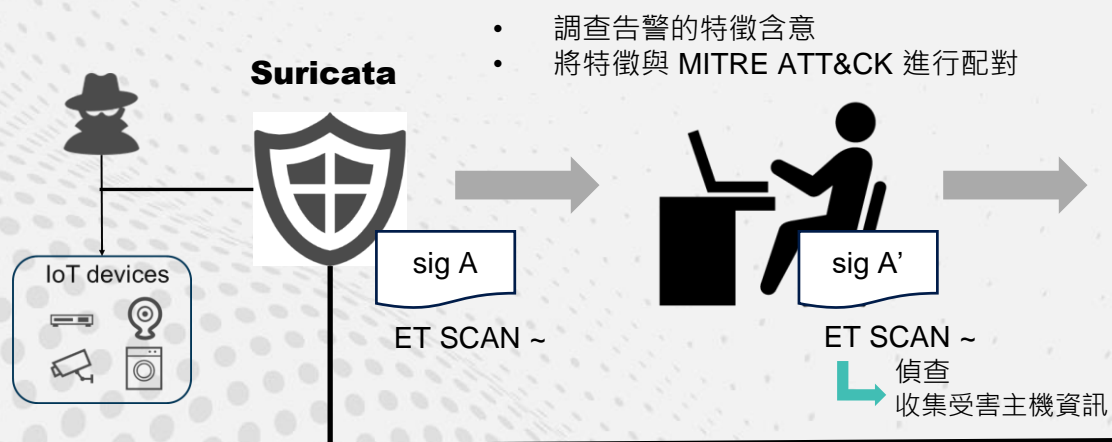 • 調查告警的特徵含意
• 將特徵與 MITRE ATT&CK 進行配對
Suricata
IoT devices
sig A
ET SCAN ~
sig A’
ET SCAN ~
偵查
收集受害主機資訊